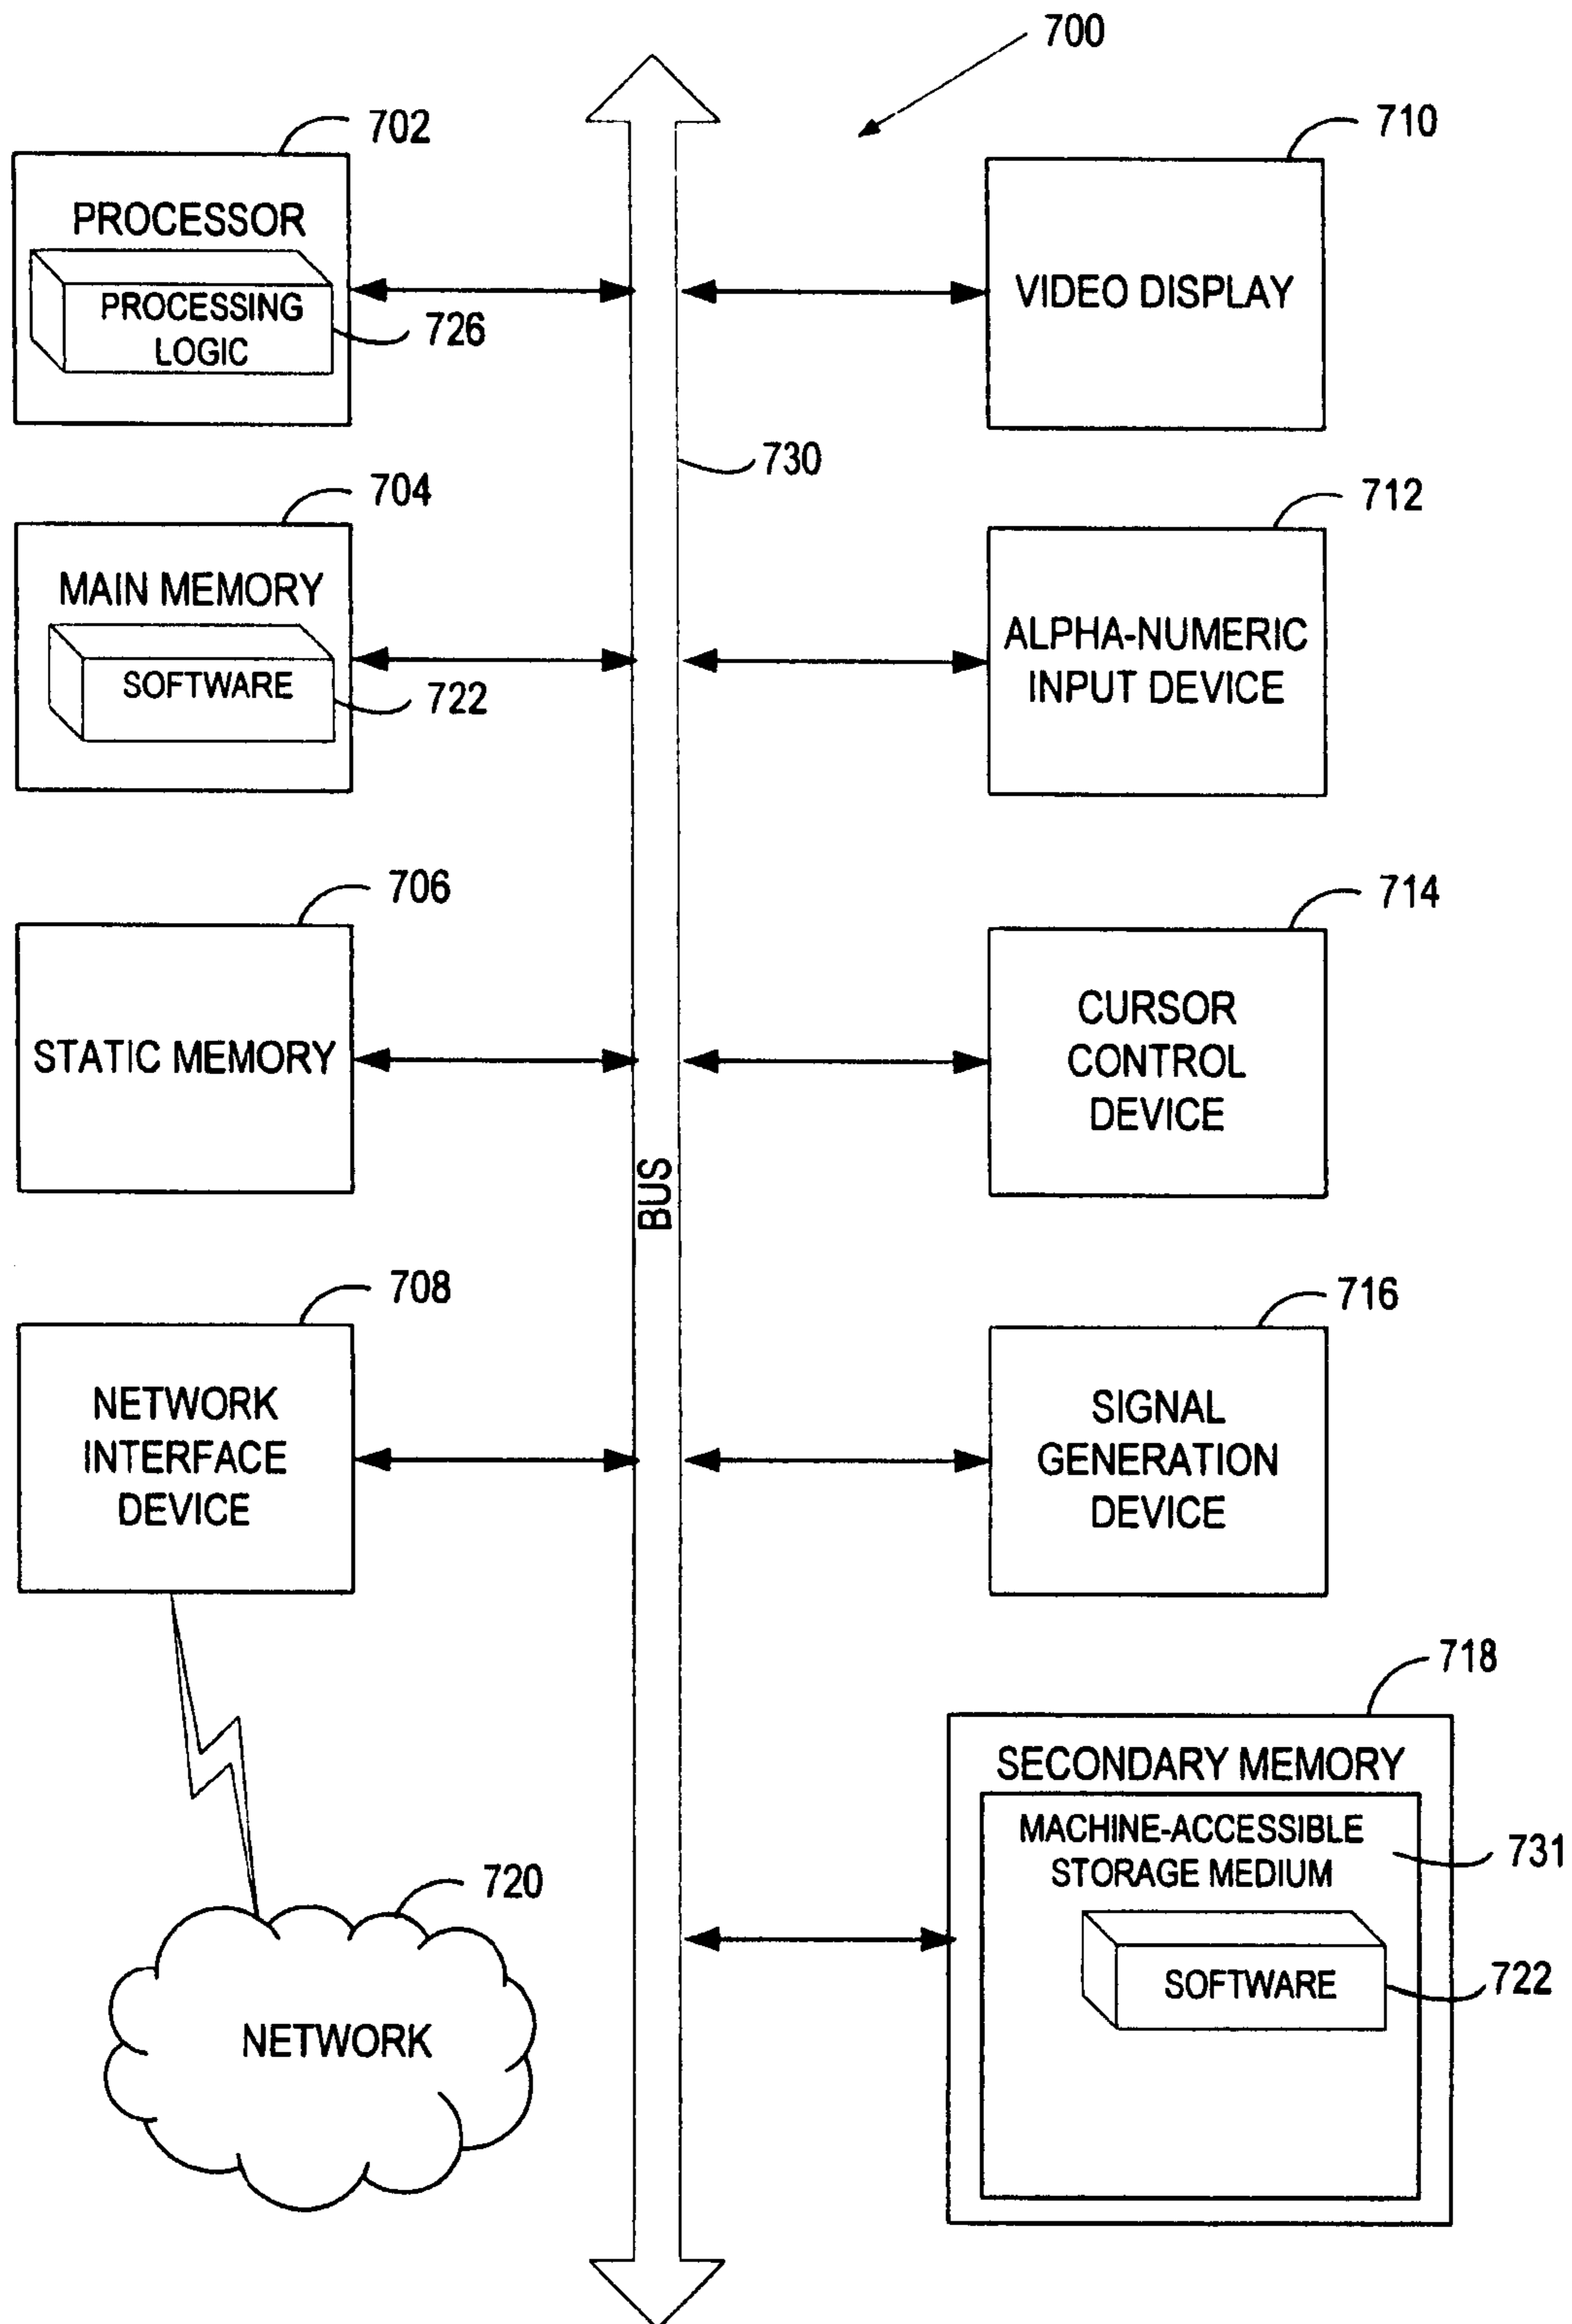 700
702
PROCESSOR
PROCESSING
LOGIC
726
710
VIDEO DISPLAY
730
704
MAIN MEMORY
SOFTWARE
722
712
ALPHA-NUMERIC
INPUT DEVICE
706
STATIC MEMORY
714
CURSOR
CONTROL
DEVICE
BUS
708
NETWORK
INTERFACE
DEVICE
716
SIGNAL
GENERATION
DEVICE
718
SECONDARY MEMORY
MACHINE-ACCESSIBLE
STORAGE MEDIUM
731
SOFTWARE
722
720
NETWORK